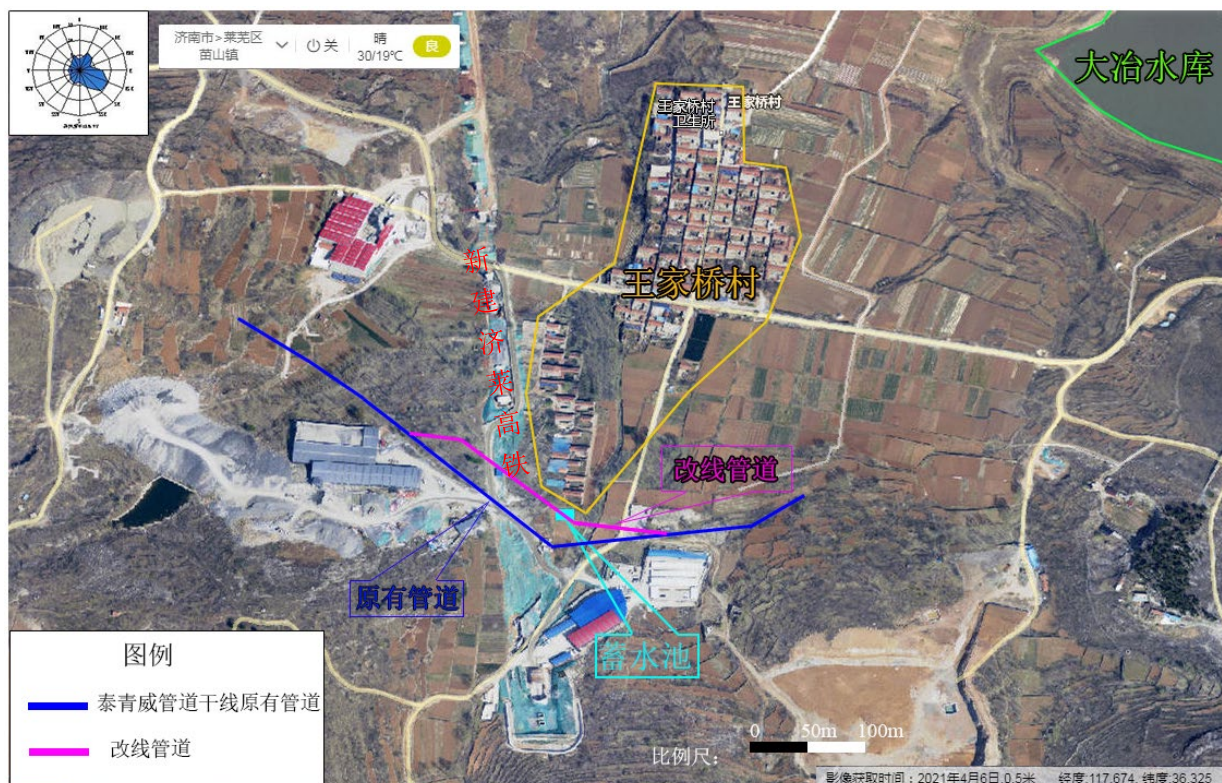 济南市>莱芜区
苗山镇
关
晴
30/19℃
良
大冶水库
王家桥村
卫生所
王家桥村
王家桥村
新建济莱高铁
改线管道
原有管道
蓄水池
图例
泰青威管道干线原有管道
改线管道
比例尺：
0 50m 100m
影像获取时间：2021年4月6日 0.5米 经度:117.674, 纬度:36.325